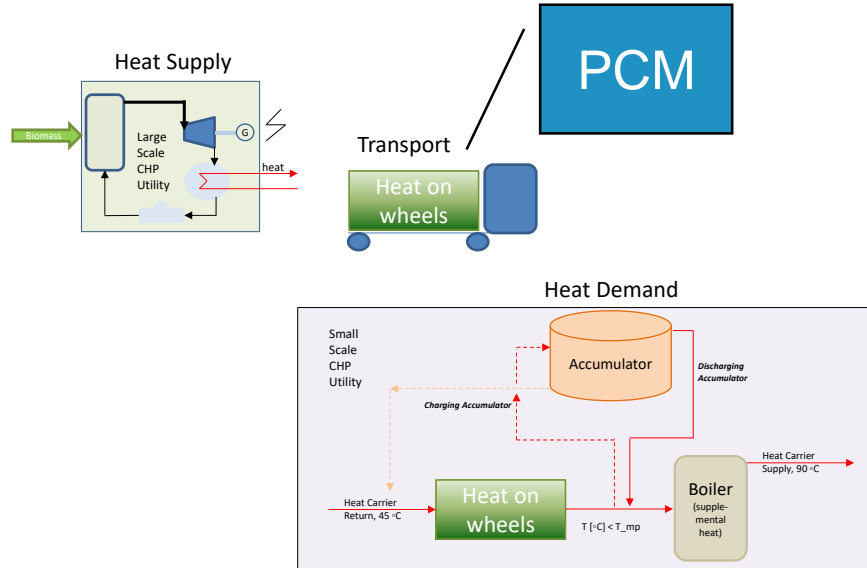 PCM
Heat Supply
Biomass
Large
Scale
CHP
Utility
G
heat
Transport
Heat on
wheels
Heat Demand
Small
Scale
CHP
Utility
Accumulator
Discharging
Accumulator
Charging Accumulator
Heat Carrier
Return, 45 ◦C
Heat on
wheels
T [◦C] < T_mp
Boiler
(supple-
mental
heat)
Heat Carrier
Supply, 90 ◦C